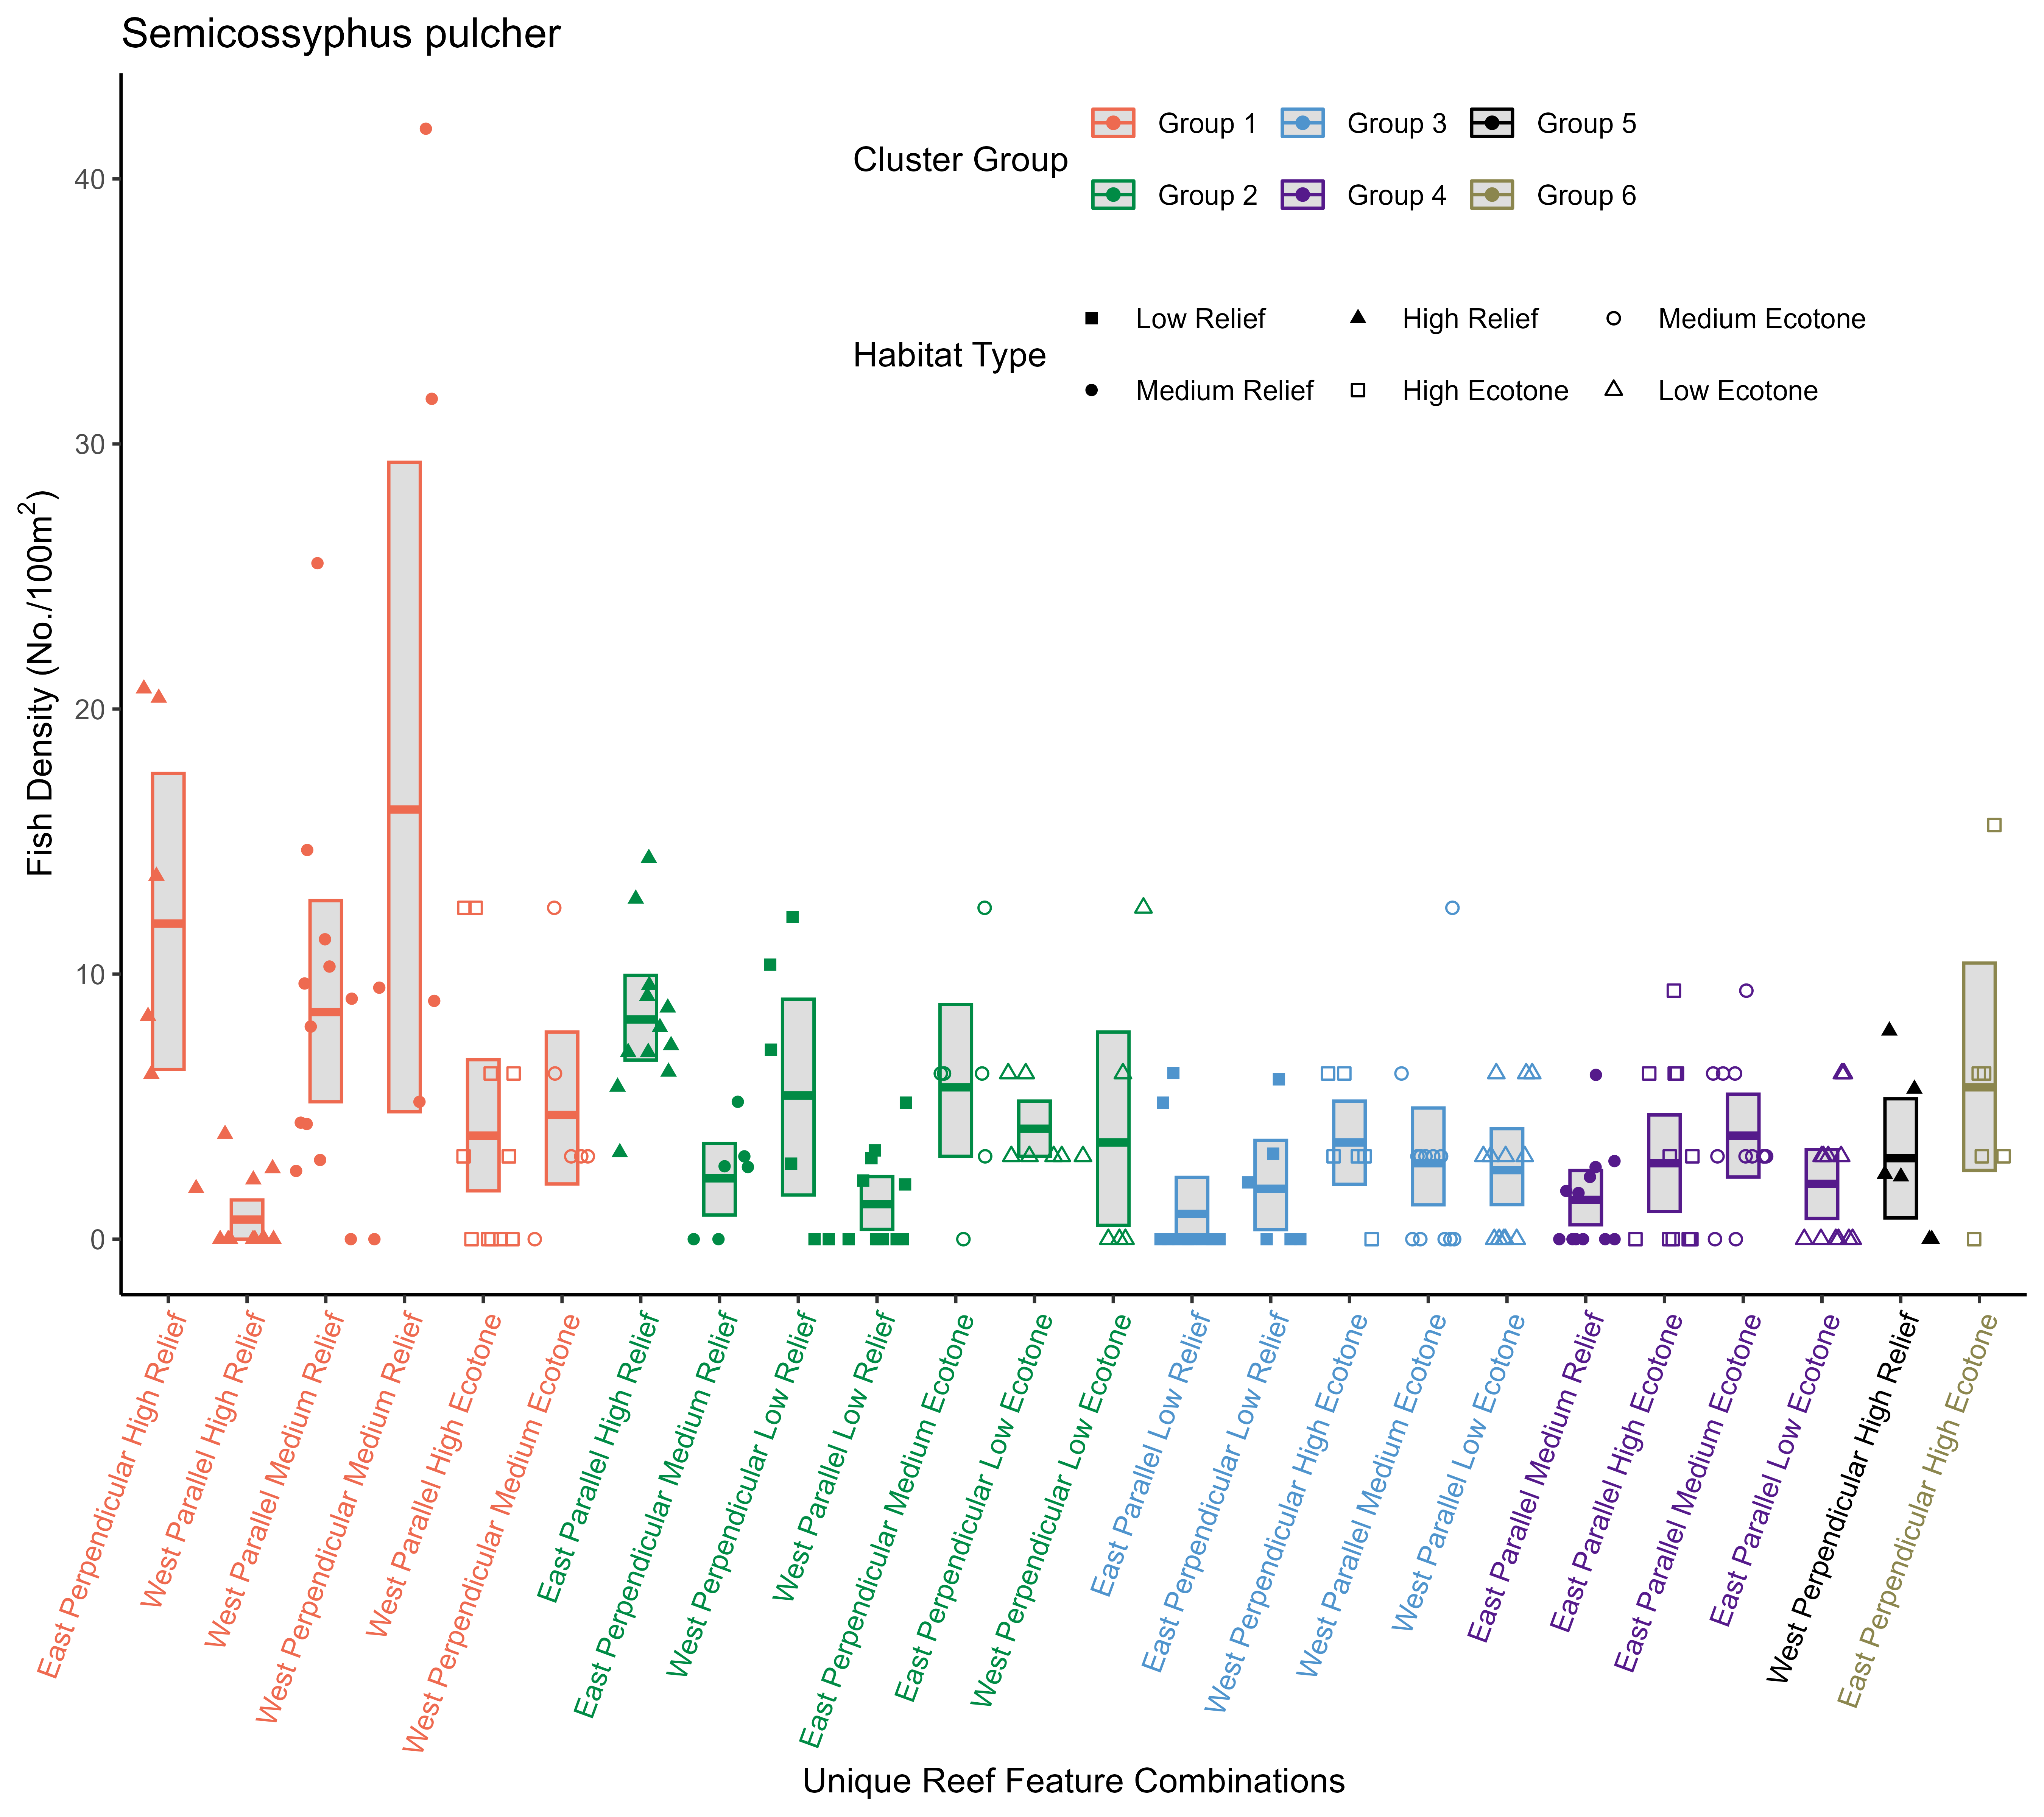 Semicossyphus pulcher
Cluster Group
Group 1
Group 3
Group 5
Group 2
Group 4
Group 6
Habitat Type
Low Relief
High Relief
Medium Ecotone
Medium Relief
High Ecotone
Low Ecotone
Fish Density (No./100m²)
40
30
20
10
0
East Perpendicular High Relief
West Parallel High Relief
West Parallel Medium Relief
West Perpendicular Medium Relief
West Parallel High Ecotone
West Perpendicular Medium Ecotone
East Parallel High Relief
East Perpendicular Medium Relief
West Perpendicular Low Relief
West Parallel Low Relief
East Perpendicular Medium Ecotone
East Perpendicular Low Ecotone
West Perpendicular Low Ecotone
East Parallel Low Relief
East Perpendicular Low Relief
West Perpendicular High Ecotone
West Parallel Medium Ecotone
West Parallel Low Ecotone
East Parallel Medium Relief
East Parallel High Ecotone
East Parallel Medium Ecotone
East Parallel Low Ecotone
West Perpendicular High Relief
East Perpendicular High Ecotone
Unique Reef Feature Combinations